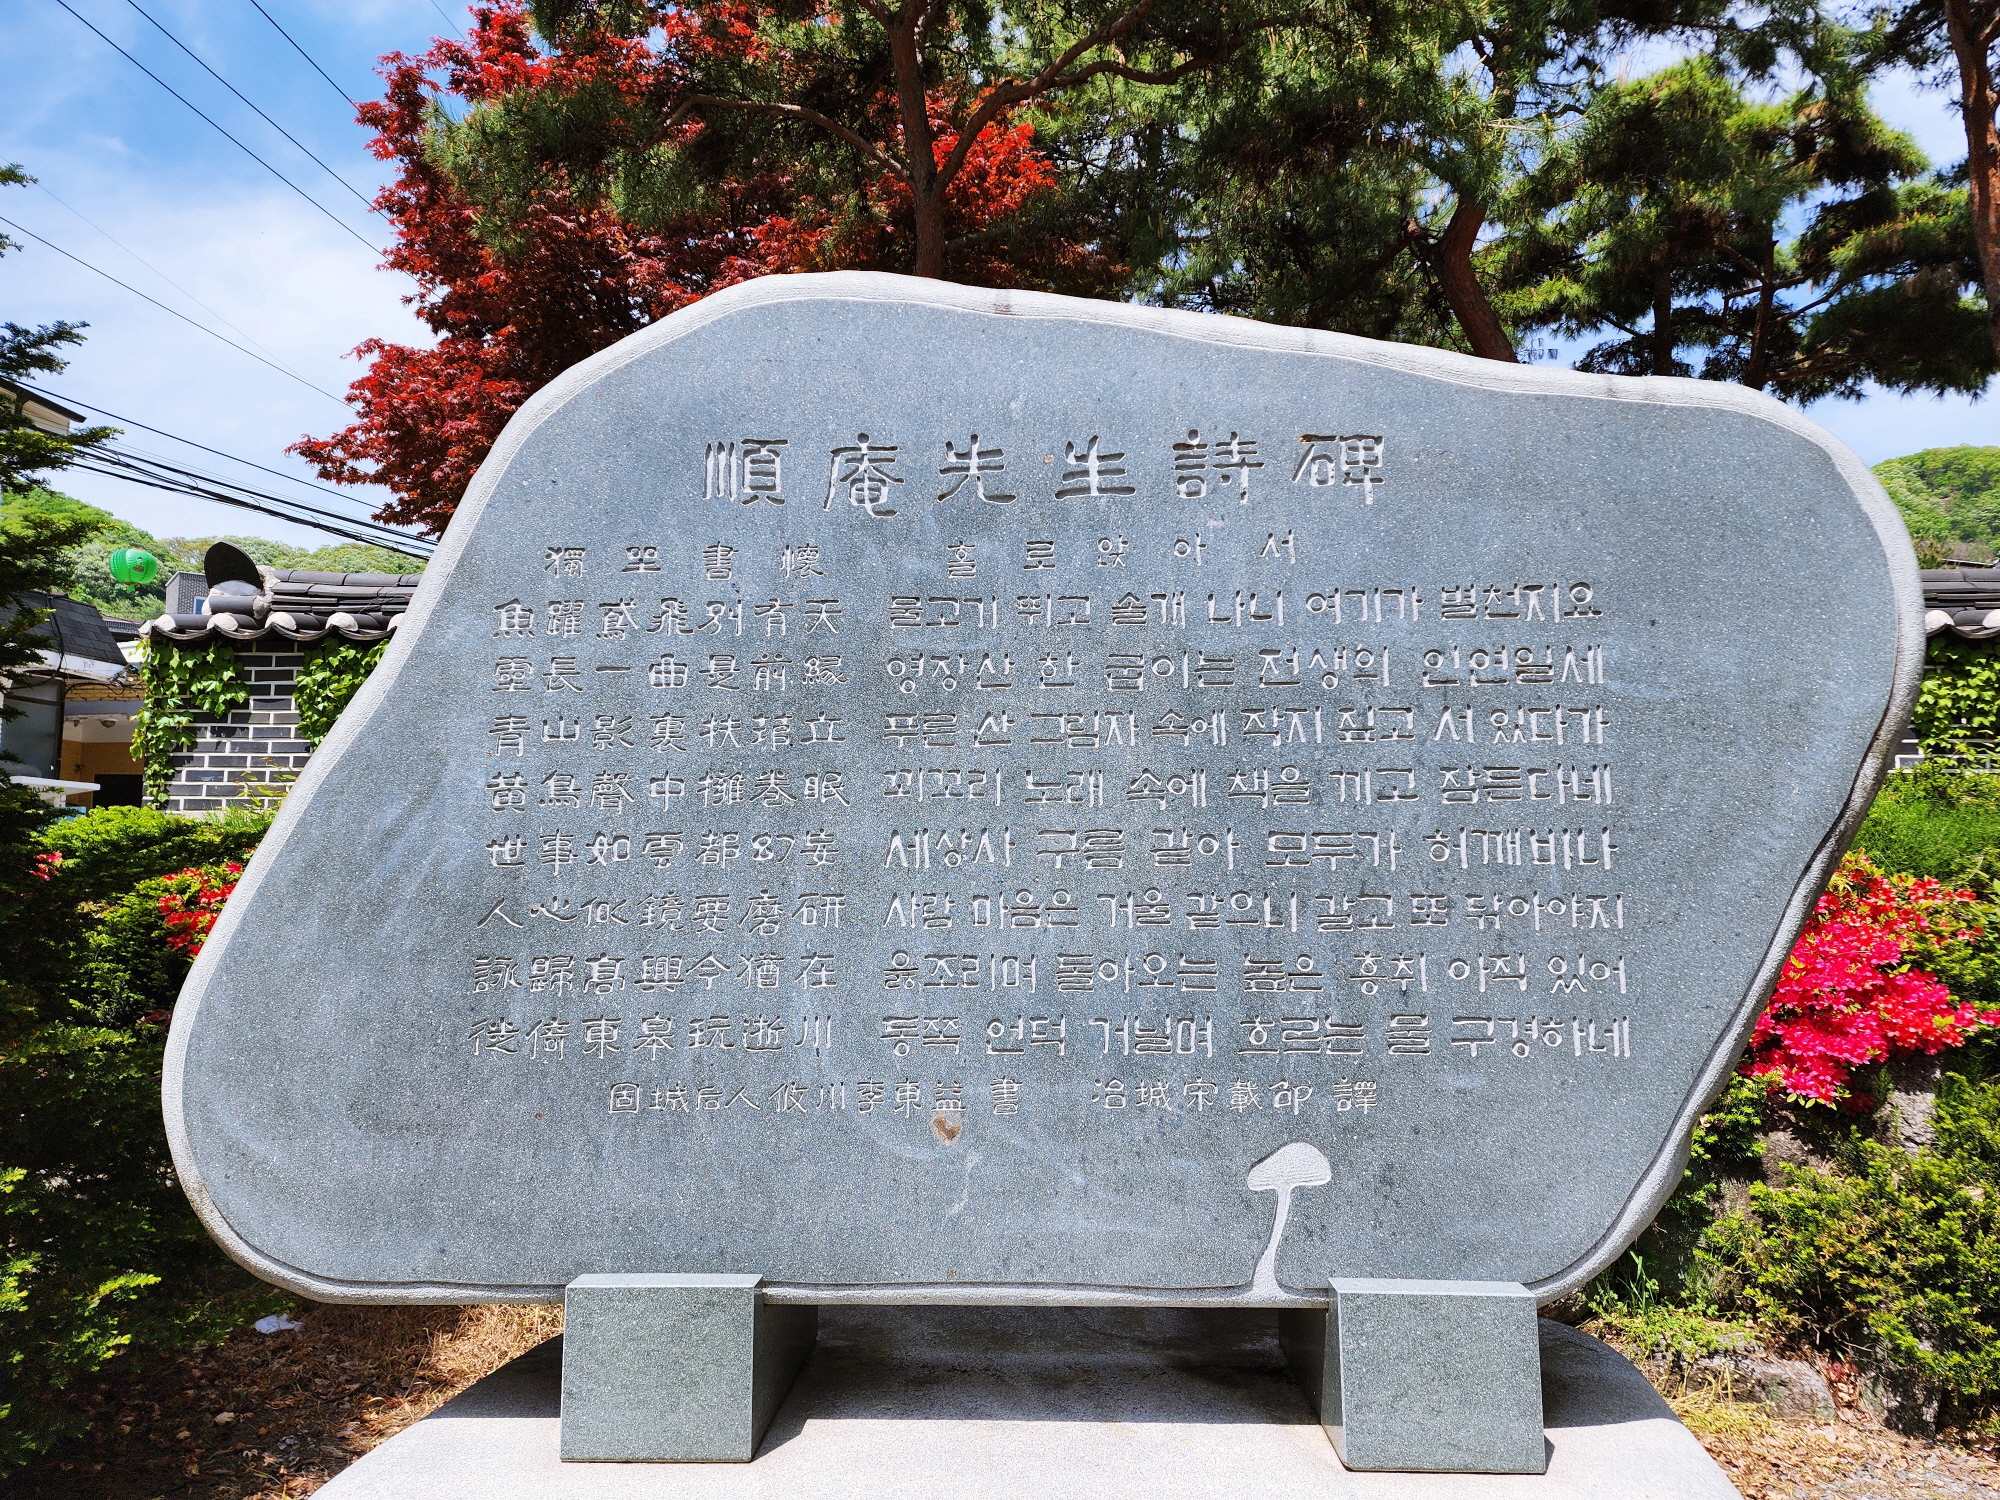 順庵先生詩碑
獨坐書懷 홀로앉아서
魚躍鳶飛別有天 물고기 뛰고 솔개 나니 여기가 별천지요
靈長一曲是前緣 영장산 한 굽이는 전생의 인연일세
青山影裏扶筇立 푸른 산 그림자 속에 작지 짚고 서 있다가
黃鳥聲中擁卷眠 꾀꼬리 노래 속에 책을 끼고 잠든다네
世事如雲都幻妄 세상사 구름 같아 모두가 허깨비나
人心似鏡要磨硏 사람 마음은 거울 같으니 갈고 또 닦아야지
詠歸高興今猶在 읊조리며 돌아오는 높은 흥취 아직 있어
徙倚東皋玩逝川 동쪽 언덕 거닐며 흐르는 물 구경하네
固城后人攸川李東益 書 冶城宋載卲 譯